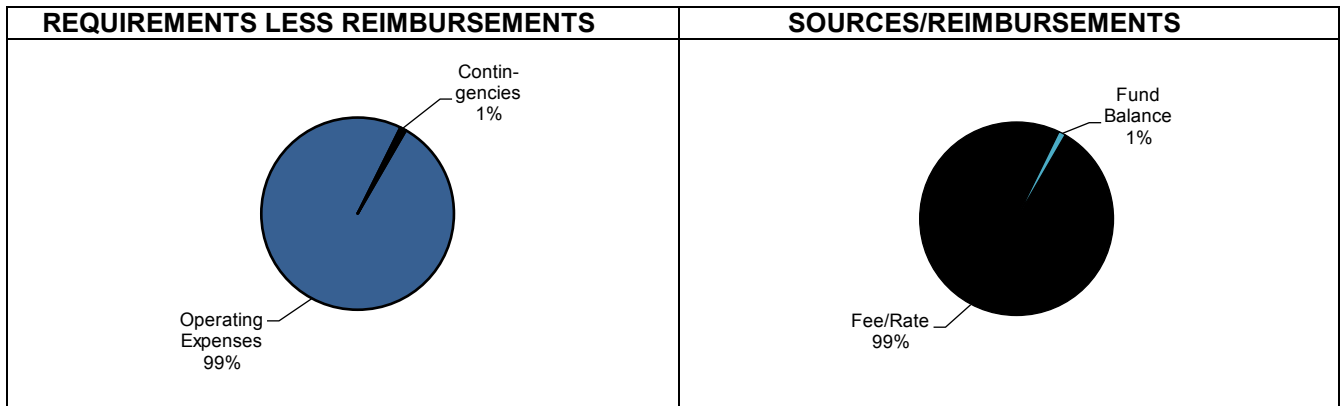 REQUIREMENTS LESS REIMBURSEMENTS
Contin-
gencies
1%
Operating
Expenses
99%
SOURCES/REIMBURSEMENTS
Fund
Balance
1%
Fee/Rate
99%